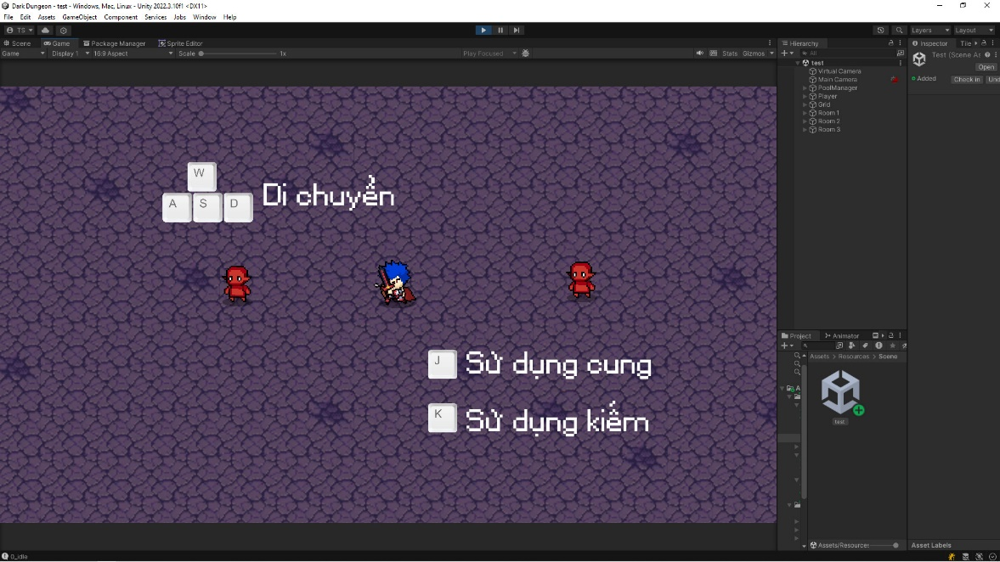 Dark Dungeon - test - Windows, Mac, Linux - Unity 2022.3.10f1 <DX11>
File Edit Assets GameObject Component Services Jobs Window Help
TS
Layers Layout
Scene Game Package Manager Sprite Editor
Game Display 1 16:9 Aspect Scale 1x Play Focused Stats Gizmos
W
A S D Di chuyển
J Sử dụng cung
K Sử dụng kiếm
Hierarchy
All
test
Virtual Camera
Main Camera
PoolManager
Player
Grid
Room 1
Room 2
Room 3
Inspector Tile
Test (Scene As
Open
Added Check in Und
Project Animator
Assets Resources Scene
A
test
Assets/Resources
Asset Labels
0_idle